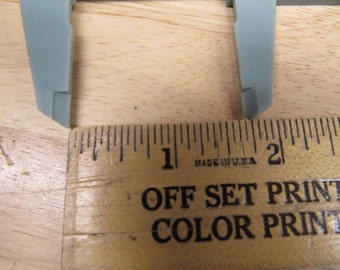 1 MADE IN U.S.A 2
OFF SET PRINT
COLOR PRINT